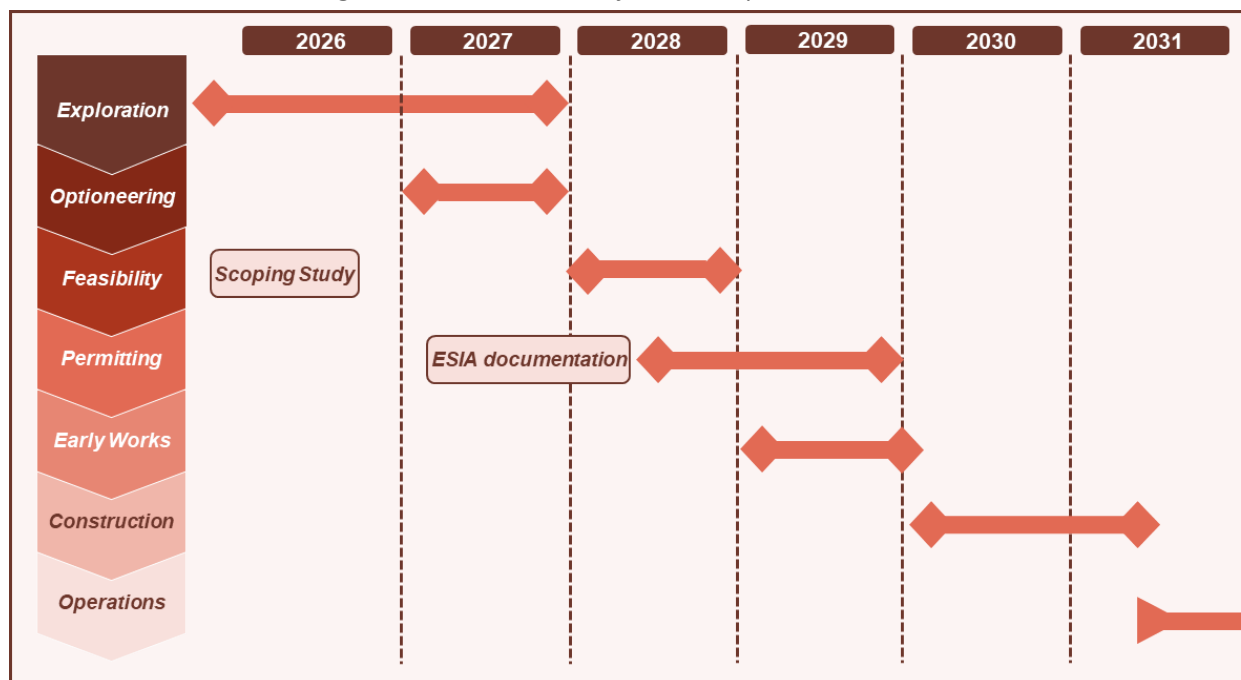 2026
2027
2028
2029
2030
2031
Exploration
Optioneering
Feasibility
Scoping Study
Permitting
ESIA documentation
Early Works
Construction
Operations